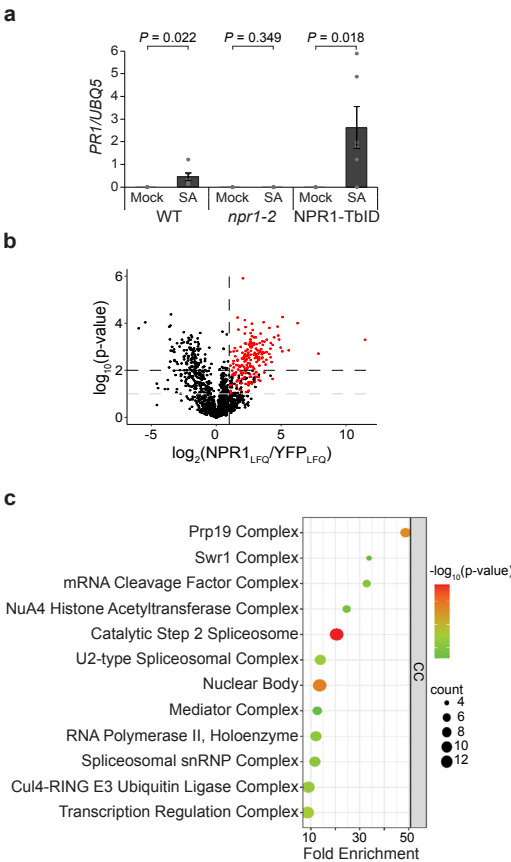 a
P = 0.022 P = 0.349 P = 0.018
PR1/UBQ5
6
5
4
3
2
1
0
Mock SA Mock SA Mock SA
WT npr1-2 NPR1-TbID
b
log10(p-value)
6
4
2
0
-5 0 5 10
log2(NPR1LFQ/YFPLFQ)
c
Prp19 Complex
Swr1 Complex
mRNA Cleavage Factor Complex
NuA4 Histone Acetyltransferase Complex
Catalytic Step 2 Spliceosome
U2-type Spliceosomal Complex
Nuclear Body
Mediator Complex
RNA Polymerase II, Holoenzyme
Spliceosomal snRNP Complex
Cul4-RING E3 Ubiquitin Ligase Complex
Transcription Regulation Complex
10 20 30 40 50
Fold Enrichment
CC
-log10(p-value)
count
4
6
8
10
12